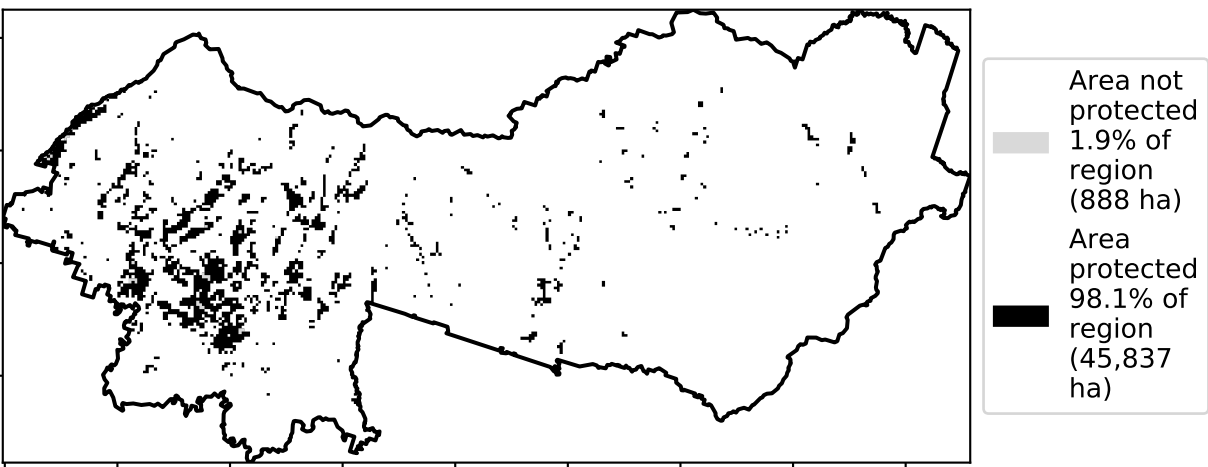 Area not
protected
1.9% of
region
(888 ha)
Area
protected
98.1% of
region
(45,837
ha)